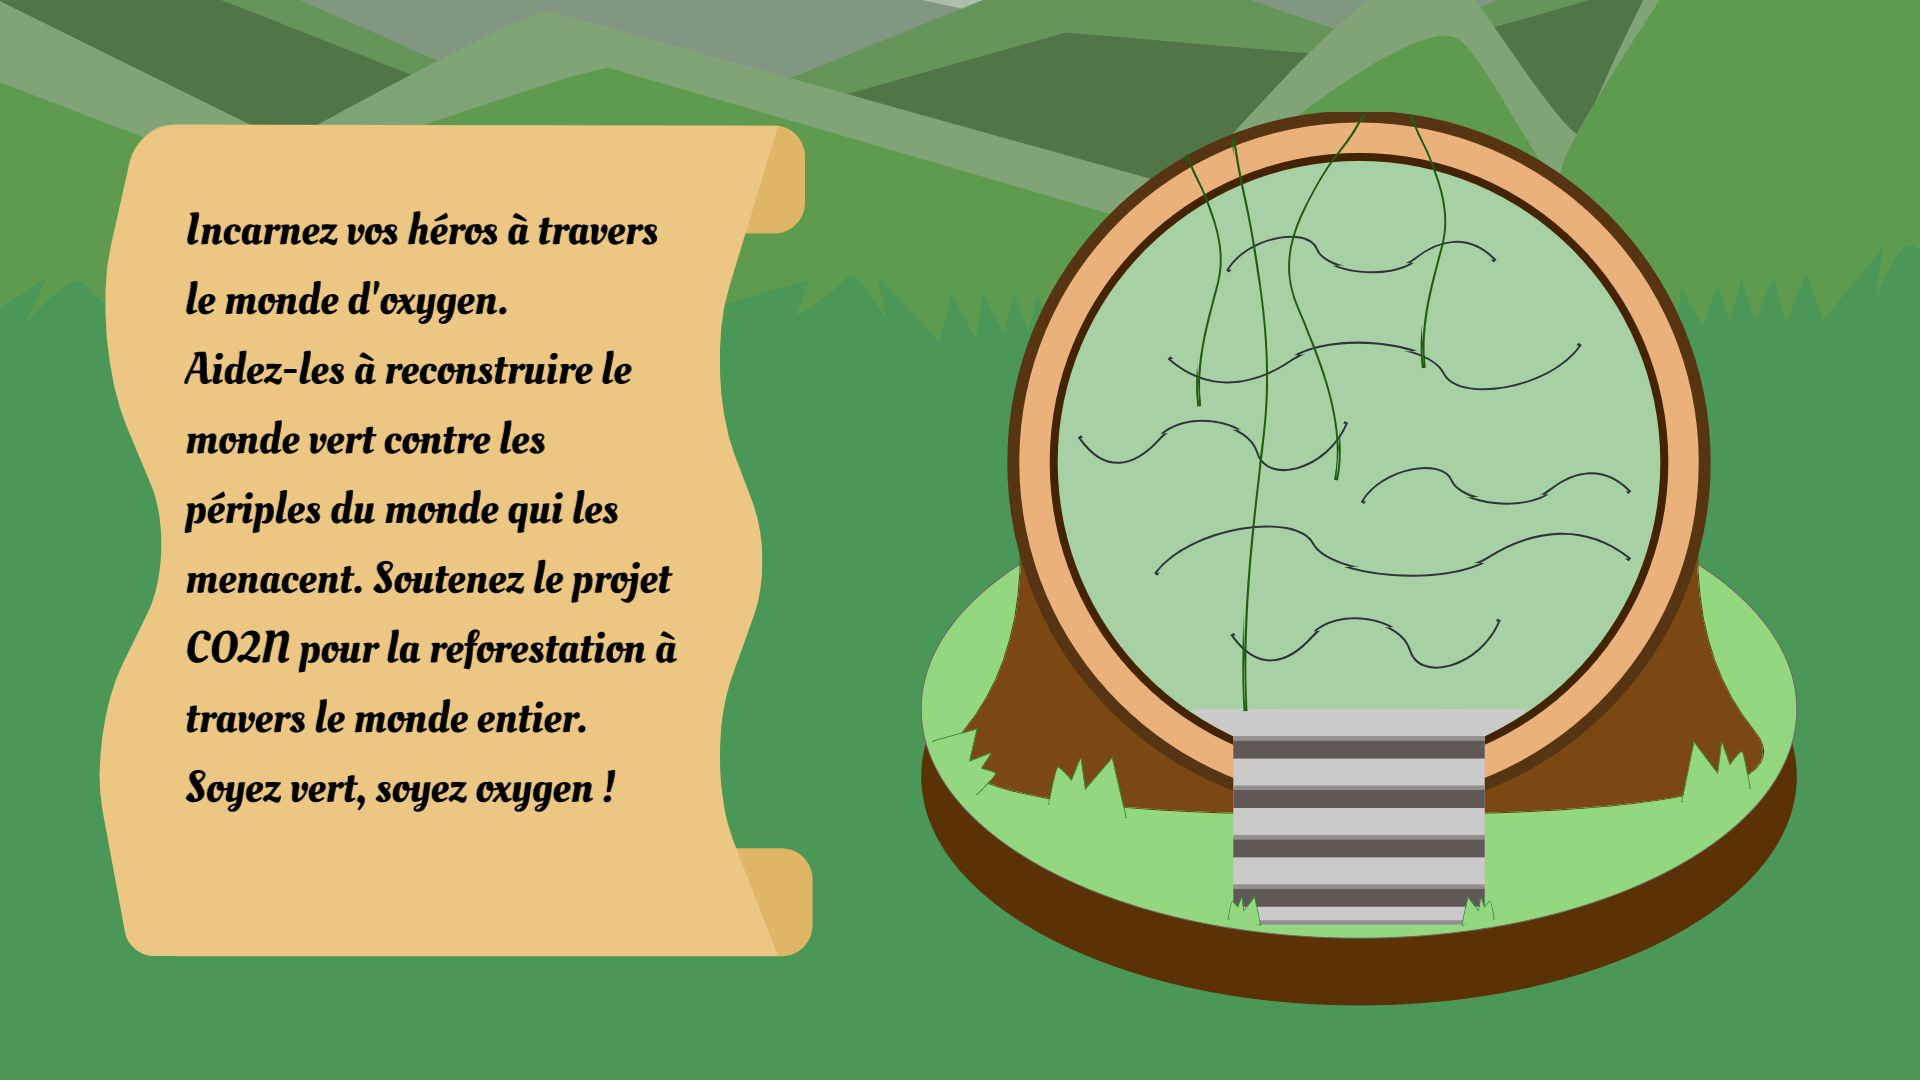 Incarnez vos héros à travers
le monde d'oxygen.
Aidez-les à reconstruire le
monde vert contre les
périples du monde qui les
menacent. Soutenez le projet
CO2N pour la reforestation à
travers le monde entier.
Soyez vert, soyez oxygen !